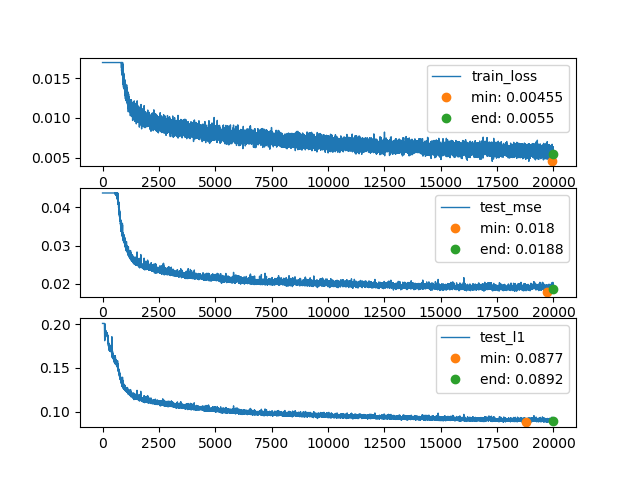 0.015
0.010
0.005
train_loss
min: 0.00455
end: 0.0055
0 2500 5000 7500 10000 12500 15000 17500 20000
0.04
0.03
0.02
test_mse
min: 0.018
end: 0.0188
0 2500 5000 7500 10000 12500 15000 17500 20000
0.20
0.15
0.10
test_l1
min: 0.0877
end: 0.0892
0 2500 5000 7500 10000 12500 15000 17500 20000